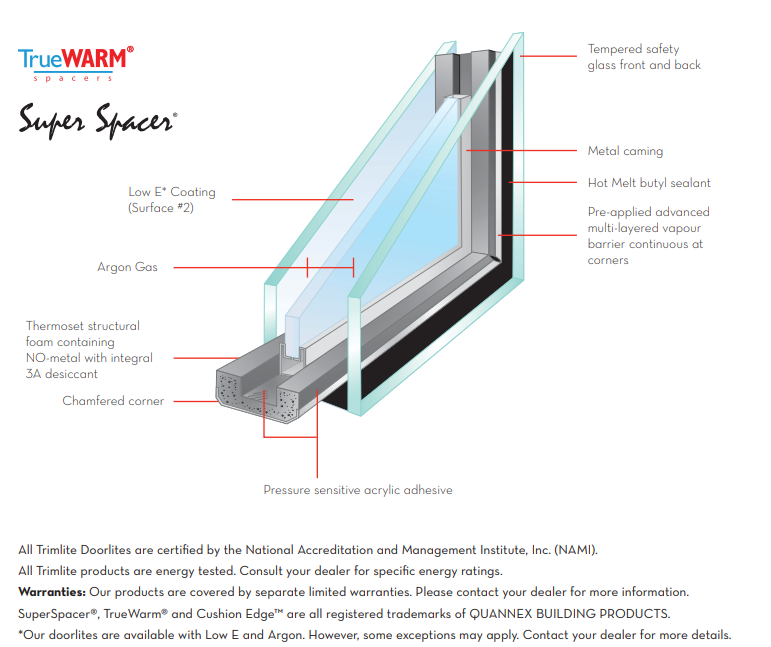 TrueWARM®
spacers
Super Spacer®
Tempered safety
glass front and back
Metal caming
Hot Melt butyl sealant
Pre-applied advanced
multi-layered vapour
barrier continuous at
corners
Low E* Coating
(Surface #2)
Argon Gas
Thermoset structural
foam containing
NO-metal with integral
3A desiccant
Chamfered corner
Pressure sensitive acrylic adhesive
All Trimlite Doorlites are certified by the National Accreditation and Management Institute, Inc. (NAMI).
All Trimlite products are energy tested. Consult your dealer for specific energy ratings.
Warranties: Our products are covered by separate limited warranties. Please contact your dealer for more information.
SuperSpacer®, TrueWarm® and Cushion Edge™ are all registered trademarks of QUANNEX BUILDING PRODUCTS.
*Our doorlites are available with Low E and Argon. However, some exceptions may apply. Contact your dealer for more details.